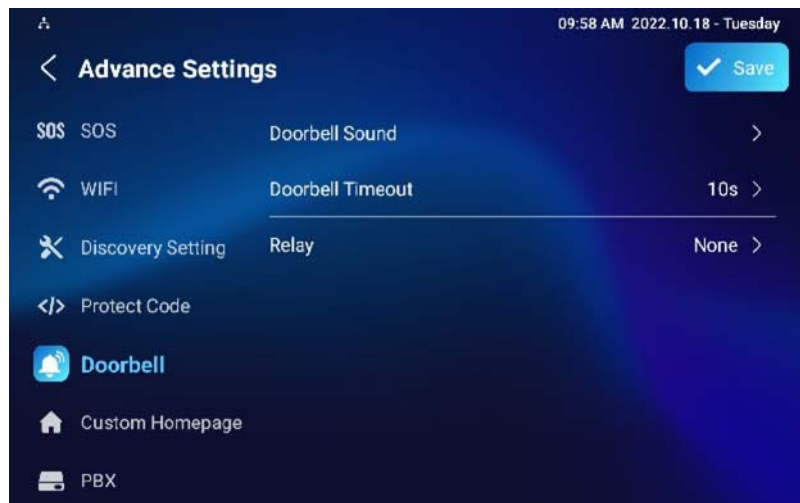 09:58 AM 2022.10.18 - Tuesday
Advance Settings
Save
SOS SOS
Doorbell Sound
WIFI
Doorbell Timeout 10s
Discovery Setting
Relay None
Protect Code
Doorbell
Custom Homepage
PBX